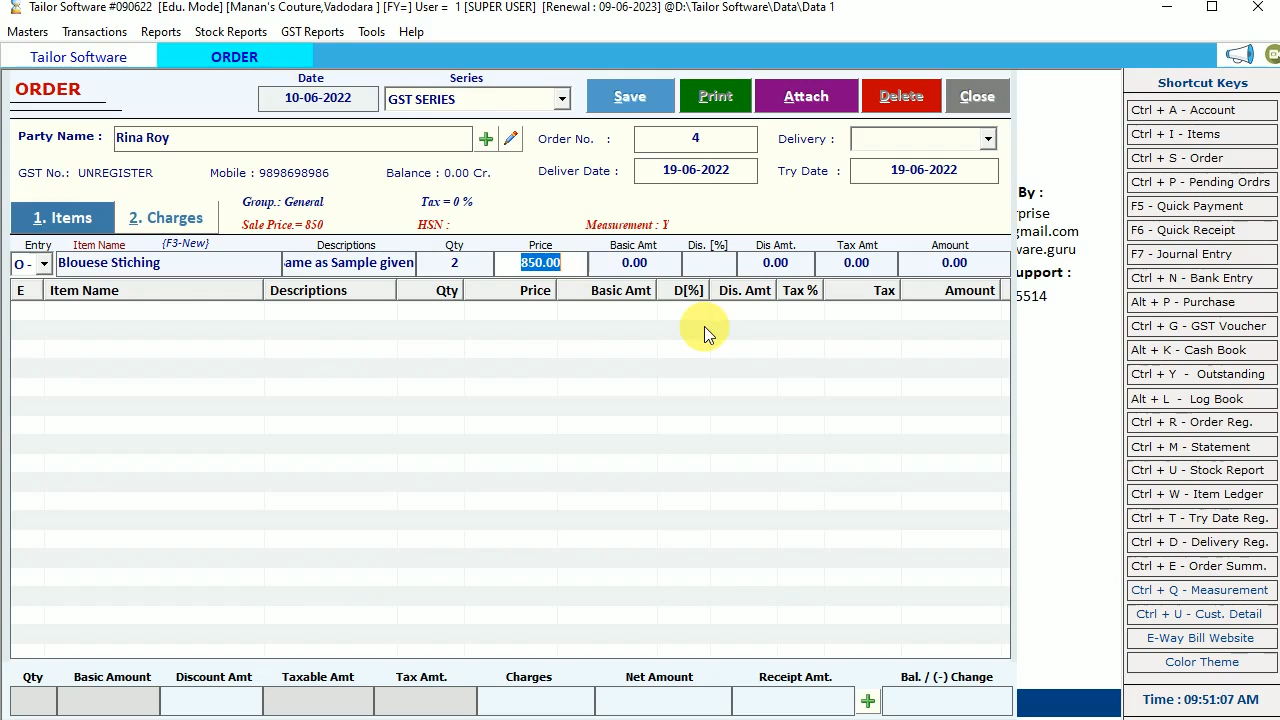 Tailor Software #090622 [Edu. Mode] [Manan's Couture,Vadodara ] [FY=] User = 1 [SUPER USER] [Renewal : 09-06-2023] @D:\Tailor Software\Data\Data 1
Masters Transactions Reports Stock Reports GST Reports Tools Help
Tailor Software ORDER
ORDER
Date
10-06-2022
Series
GST SERIES
Save Print Attach Delete Close
Party Name : Rina Roy
Order No. : 4
Delivery :
GST No.: UNREGISTER Mobile : 9898698986 Balance : 0.00 Cr.
Deliver Date : 19-06-2022
Try Date : 19-06-2022
1. Items 2. Charges
Group.: General Tax = 0 %
Sale Price.= 850 HSN : Measurement : Y
Entry Item Name {F3-New} Descriptions Qty Price Basic Amt Dis. [%] Dis Amt. Tax Amt Amount
O - Blouese Stiching ame as Sample given 2 850.00 0.00 0.00 0.00 0.00
E Item Name Descriptions Qty Price Basic Amt D[%] Dis. Amt Tax % Tax Amount
Qty Basic Amount Discount Amt Taxable Amt Tax Amt. Charges Net Amount Receipt Amt. Bal. / (-) Change
By :
rprise
gmail.com
ware.guru
upport :
5514
Shortcut Keys
Ctrl + A - Account
Ctrl + I - Items
Ctrl + S - Order
Ctrl + P - Pending Ordrs
F5 - Quick Payment
F6 - Quick Receipt
F7 - Journal Entry
Ctrl + N - Bank Entry
Alt + P - Purchase
Ctrl + G - GST Voucher
Alt + K - Cash Book
Ctrl + Y - Outstanding
Alt + L - Log Book
Ctrl + R - Order Reg.
Ctrl + M - Statement
Ctrl + U - Stock Report
Ctrl + W - Item Ledger
Ctrl + T - Try Date Reg.
Ctrl + D - Delivery Reg.
Ctrl + E - Order Summ.
Ctrl + Q - Measurement
Ctrl + U - Cust. Detail
E-Way Bill Website
Color Theme
Time : 09:51:07 AM